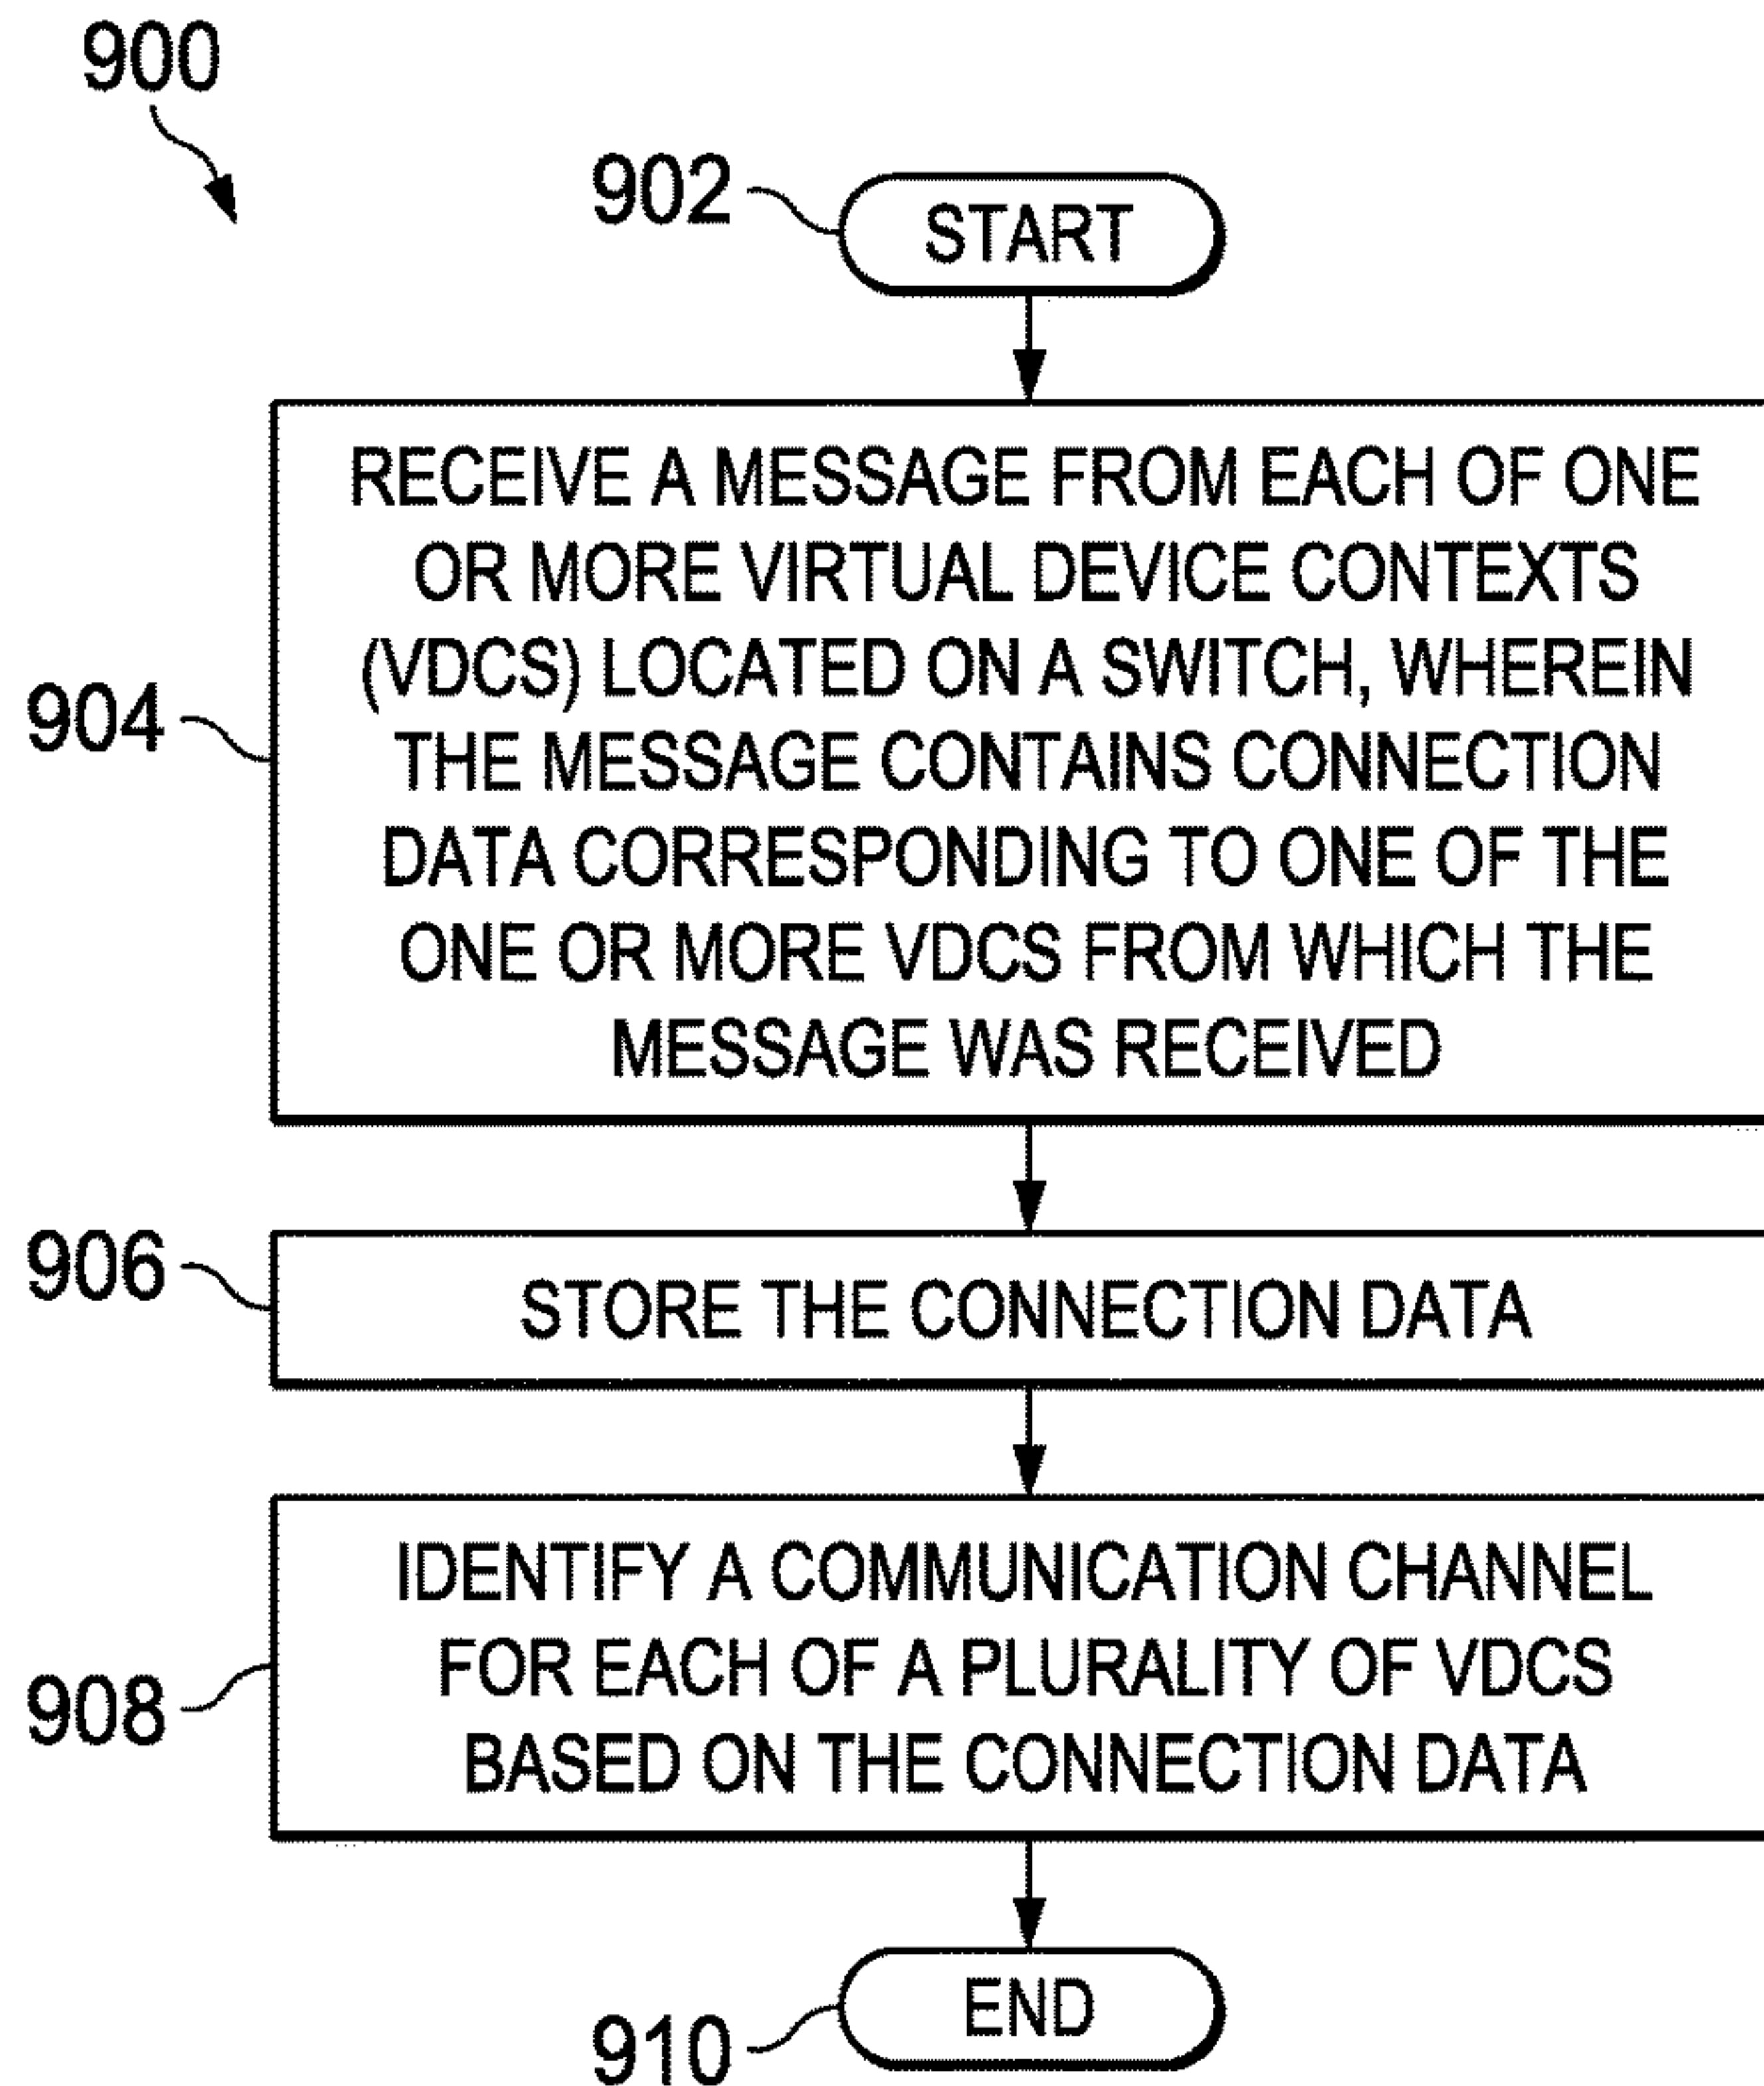 900
902
START
RECEIVE A MESSAGE FROM EACH OF ONE
OR MORE VIRTUAL DEVICE CONTEXTS
(VDCS) LOCATED ON A SWITCH, WHEREIN
THE MESSAGE CONTAINS CONNECTION
DATA CORRESPONDING TO ONE OF THE
ONE OR MORE VDCS FROM WHICH THE
MESSAGE WAS RECEIVED
904
906
STORE THE CONNECTION DATA
IDENTIFY A COMMUNICATION CHANNEL
FOR EACH OF A PLURALITY OF VDCS
BASED ON THE CONNECTION DATA
908
END
910